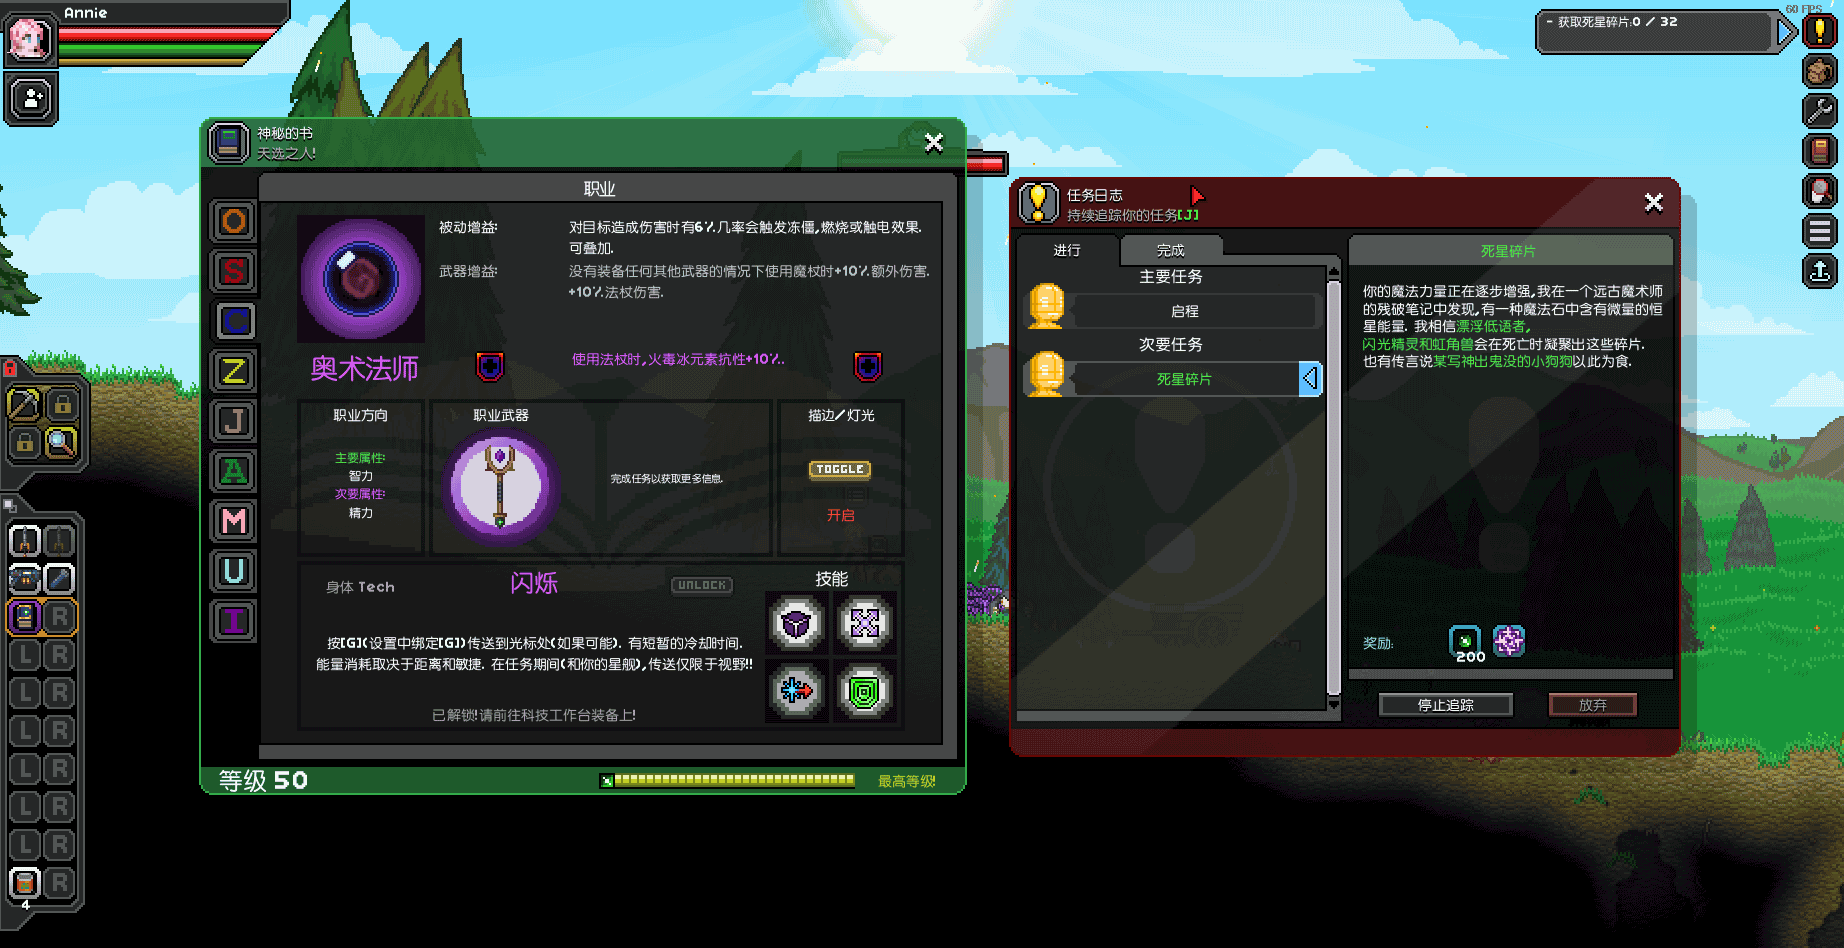 Annie
60 FPS
- 获取死星碎片:0 / 32
神秘的书
天选之人!
职业
O
S
C
Z
J
A
M
U
I
被动增益:
对目标造成伤害时有6%几率会触发冻僵,燃烧或触电效果.
可叠加.
武器增益:
没有装备任何其他武器的情况下使用魔杖时+10%额外伤害.
+10%法杖伤害.
奥术法师
使用法杖时,火毒冰元素抗性+10%..
职业方向
主要属性:
智力
次要属性:
精力
职业武器
完成任务以获取更多信息.
描边/灯光
TOGGLE
开启
身体 Tech
闪烁
UNLOCK
技能
按[G](设置中绑定[G])传送到光标处(如果可能). 有短暂的冷却时间.
能量消耗取决于距离和敏捷. 在任务期间(和你的星舰),传送仅限于视野!!
已解锁!请前往科技工作台装备上!
等级 50
最高等级!
任务日志
持续追踪你的任务[J]
进行
完成
主要任务
启程
次要任务
死星碎片
死星碎片
你的魔法力量正在逐步增强,我在一个远古魔术师
的残破笔记中发现,有一种魔法石中含有微量的恒
星能量. 我相信漂浮低语者,
闪光精灵和虹角兽会在死亡时凝聚出这些碎片.
也有传言说某写神出鬼没的小狗狗以此为食.
奖励:
200
停止追踪
放弃
R
L R
L R
L R
L R
L R
L R
R
4